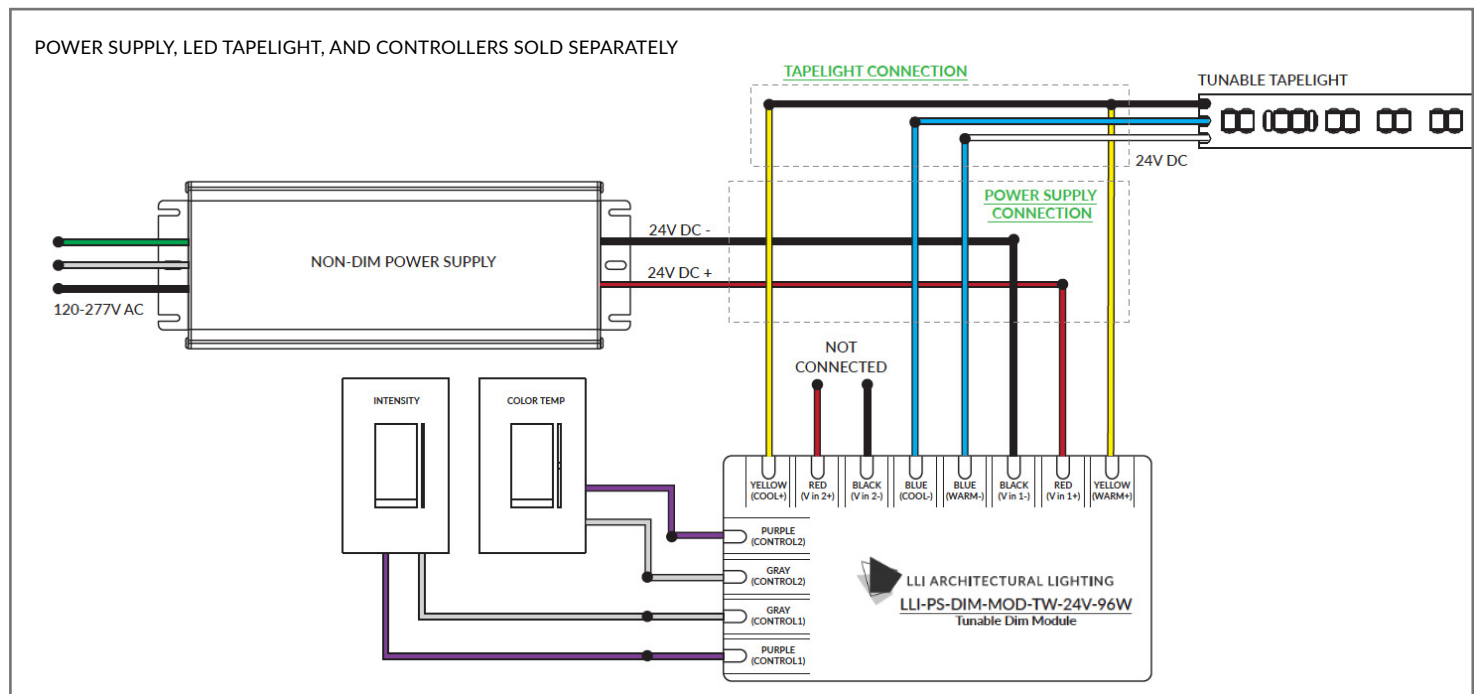 POWER SUPPLY, LED TAPELIGHT, AND CONTROLLERS SOLD SEPARATELY
TAPELIGHT CONNECTION
TUNABLE TAPELIGHT
24V DC
POWER SUPPLY
CONNECTION
24V DC -
NON-DIM POWER SUPPLY
24V DC +
120-277V AC
NOT
CONNECTED
INTENSITY
COLOR TEMP
YELLOW
(COOL+)
RED
(V in 2+)
BLACK
(V in 2-)
BLUE
(COOL-)
BLUE
(WARM-)
BLACK
(V in 1-)
RED
(V in 1+)
YELLOW
(WARM+)
PURPLE
(CONTROL2)
GRAY
(CONTROL2)
GRAY
(CONTROL1)
PURPLE
(CONTROL1)
LLI ARCHITECTURAL LIGHTING
LLI-PS-DIM-MOD-TW-24V-96W
Tunable Dim Module